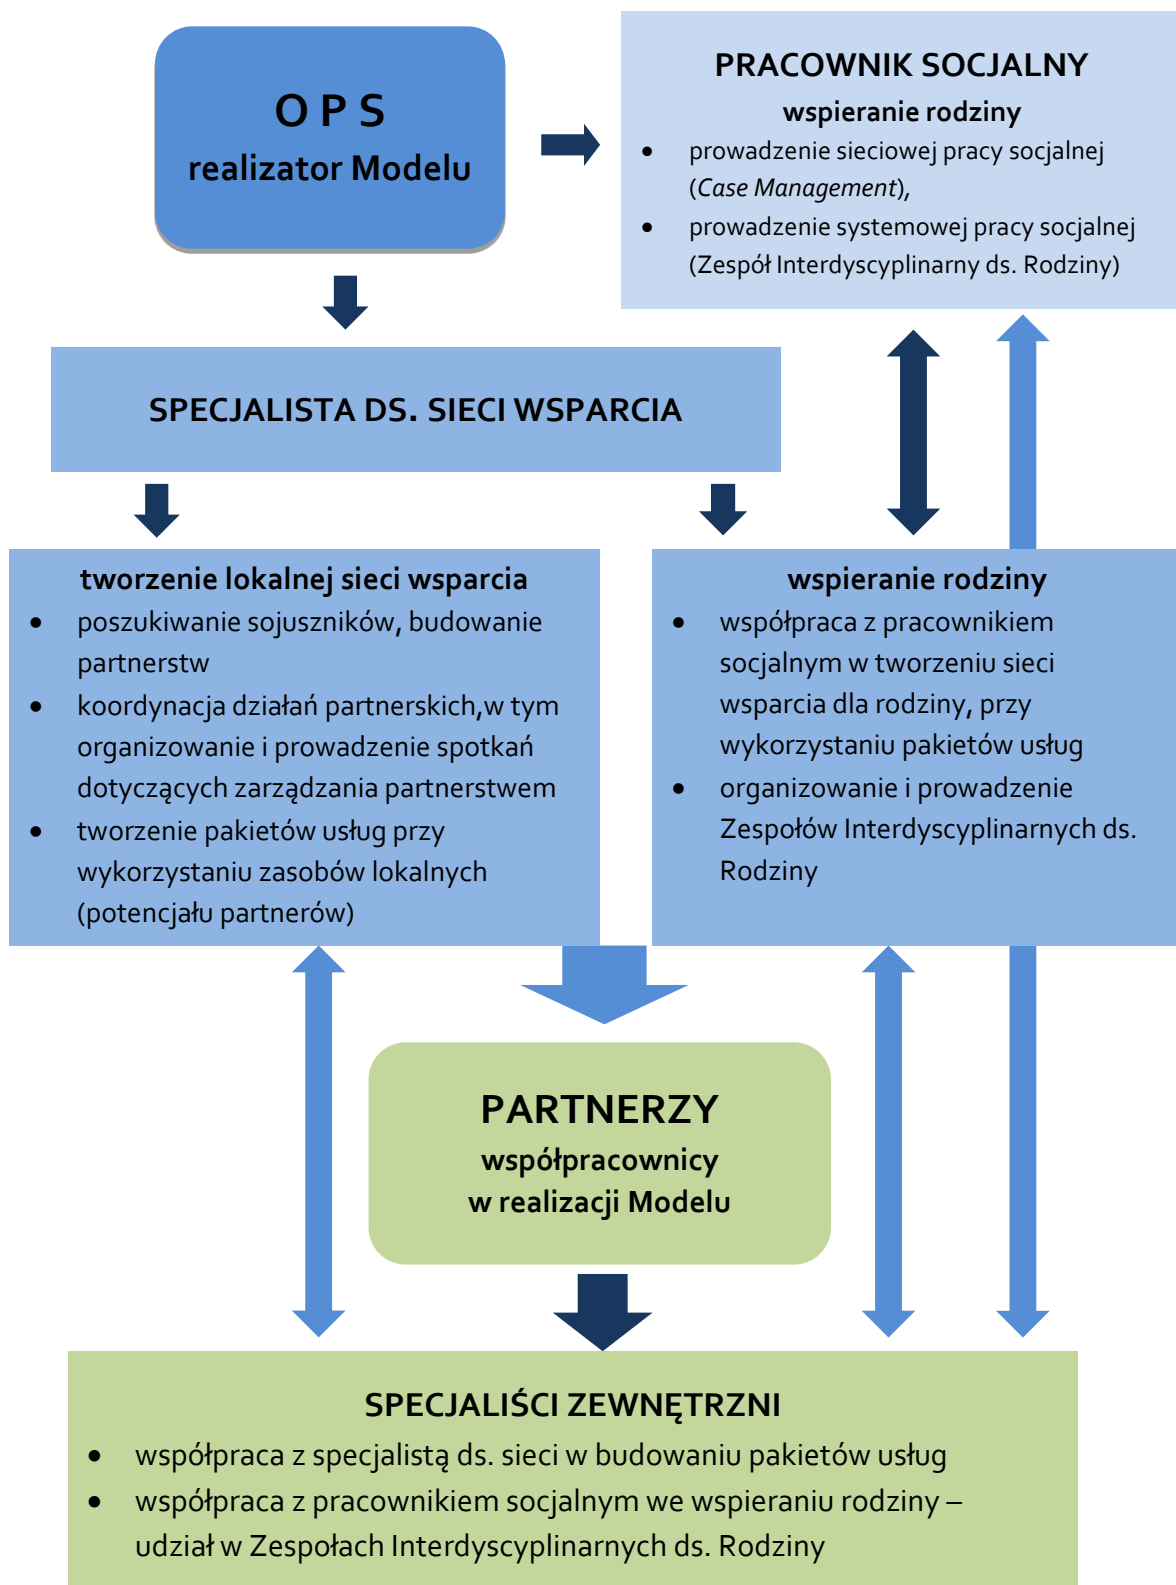 O P S
realizator Modelu
PRACOWNIK SOCJALNY
wspieranie rodziny
• prowadzenie sieciowej pracy socjalnej
(Case Management),
• prowadzenie systemowej pracy socjalnej
(Zespół Interdyscyplinarny ds. Rodziny)
SPECJALISTA DS. SIECI WSPARCIA
tworzenie lokalnej sieci wsparcia
• poszukiwanie sojuszników, budowanie
partnerstw
• koordynacja działań partnerskich,w tym
organizowanie i prowadzenie spotkań
dotyczących zarządzania partnerstwem
• tworzenie pakietów usług przy
wykorzystaniu zasobów lokalnych
(potencjału partnerów)
wspieranie rodziny
• współpraca z pracownikiem
socjalnym w tworzeniu sieci
wsparcia dla rodziny, przy
wykorzystaniu pakietów usług
• organizowanie i prowadzenie
Zespołów Interdyscyplinarnych ds.
Rodziny
PARTNERZY
współpracownicy
w realizacji Modelu
SPECJALIŚCI ZEWNĘTRZNI
• współpraca z specjalistą ds. sieci w budowaniu pakietów usług
• współpraca z pracownikiem socjalnym we wspieraniu rodziny –
udział w Zespołach Interdyscyplinarnych ds. Rodziny